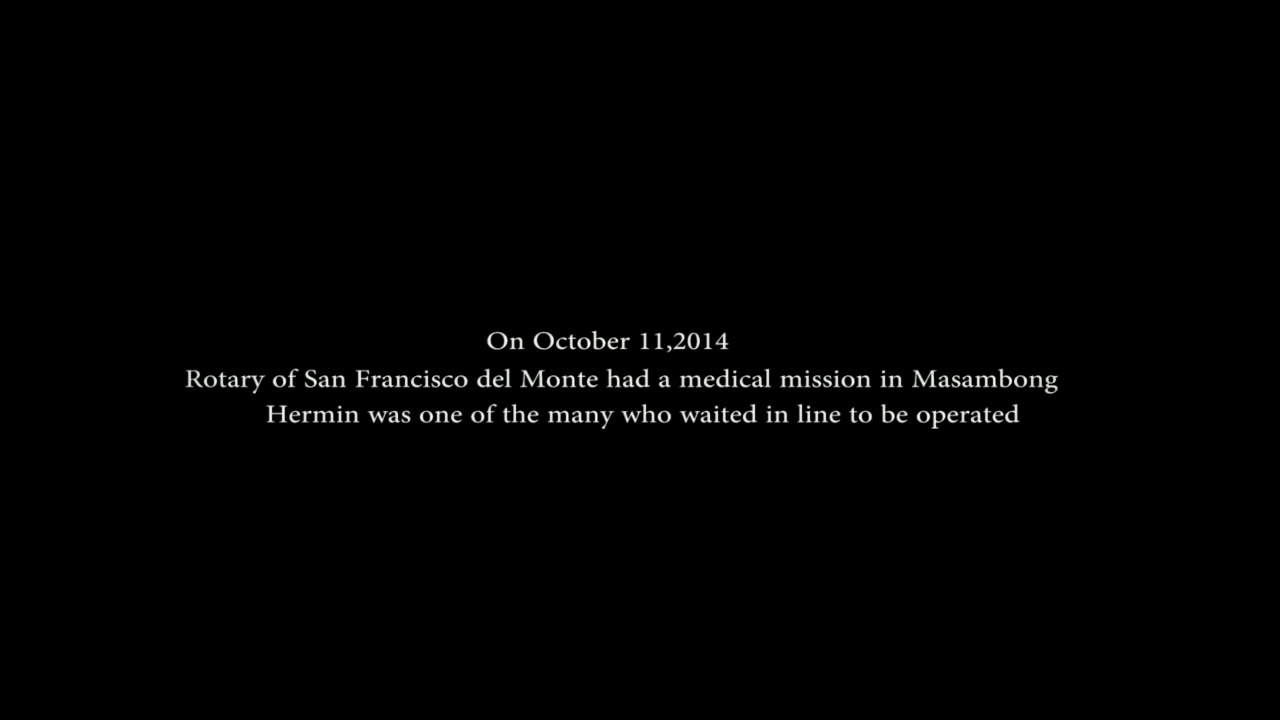 On October 11,2014
Rotary of San Francisco del Monte had a medical mission in Masambong
Hermin was one of the many who waited in line to be operated